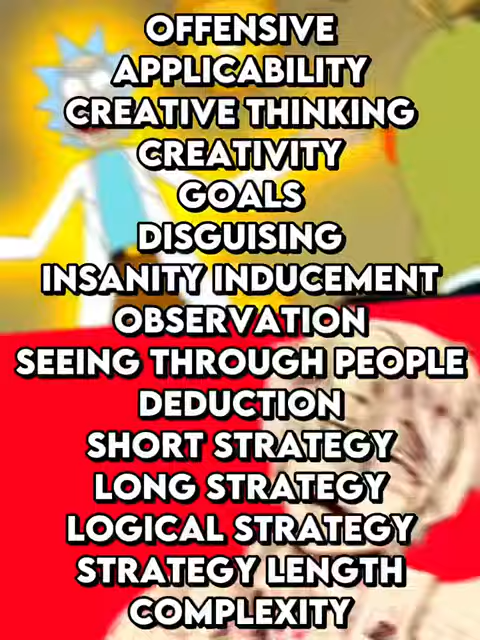 OFFENSIVE
APPLICABILITY
CREATIVE THINKING
CREATIVITY
GOALS
DISGUISING
INSANITY INDUCEMENT
OBSERVATION
SEEING THROUGH PEOPLE
DEDUCTION
SHORT STRATEGY
LONG STRATEGY
LOGICAL STRATEGY
STRATEGY LENGTH
COMPLEXITY